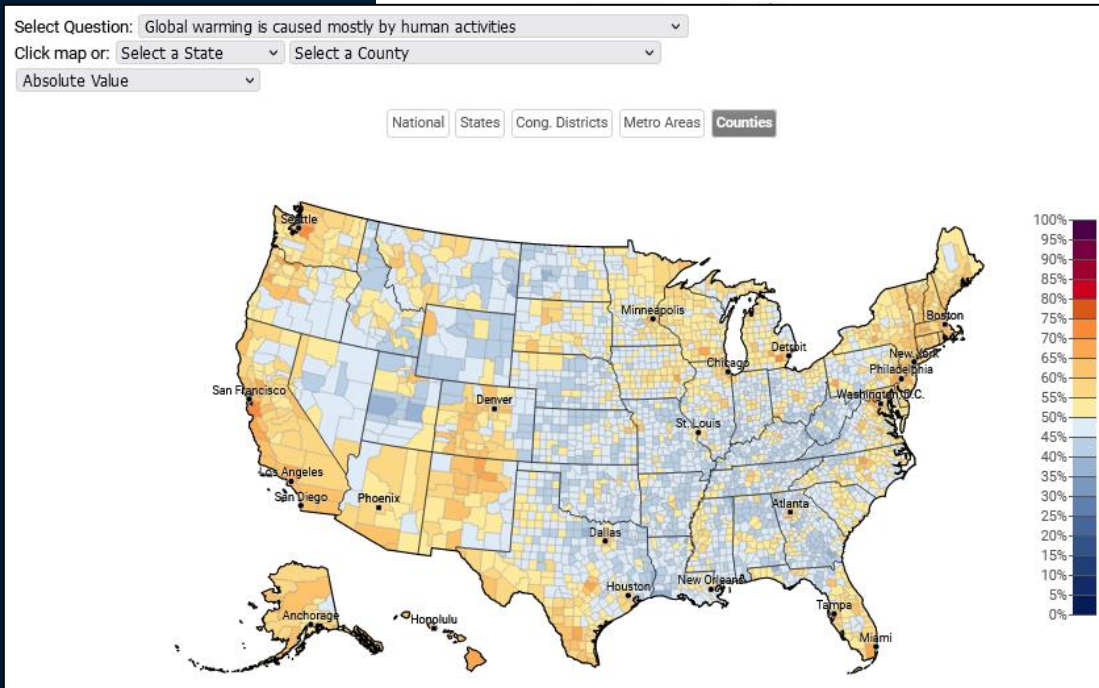 Select Question: Global warming is caused mostly by human activities
Click map or: Select a State Select a County
Absolute Value
National States Cong. Districts Metro Areas Counties
Seattle
Minneapolis
Boston
Detroit
New York
Chicago
Philadelphia
San Francisco
Denver
Washington, D.C.
St. Louis
Los Angeles
San Diego
Phoenix
Atlanta
Dallas
Houston
New Orleans
Anchorage
Honolulu
Tampa
Miami
100%
95%
90%
85%
80%
75%
70%
65%
60%
55%
50%
45%
40%
35%
30%
25%
20%
15%
10%
5%
0%